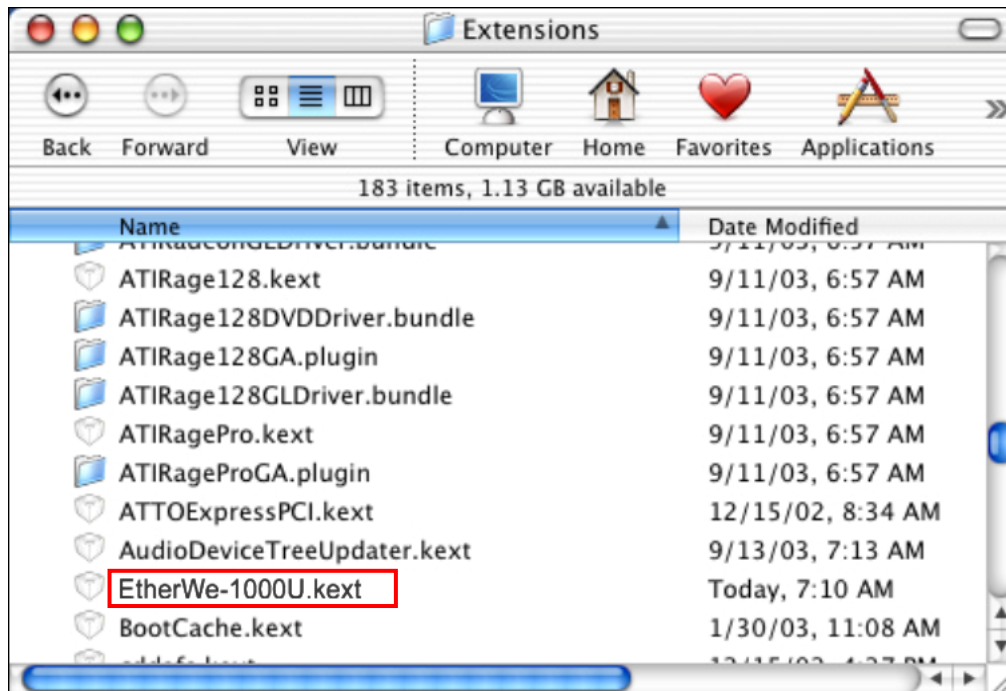 Extensions
Back Forward View Computer Home Favorites Applications
183 items, 1.13 GB available
Name Date Modified
ATIRage128.kext 9/11/03, 6:57 AM
ATIRage128DVDDriver.bundle 9/11/03, 6:57 AM
ATIRage128GA.plugin 9/11/03, 6:57 AM
ATIRage128GLDriver.bundle 9/11/03, 6:57 AM
ATIRagePro.kext 9/11/03, 6:57 AM
ATIRageProGA.plugin 9/11/03, 6:57 AM
ATTOExpressPCI.kext 12/15/02, 8:34 AM
AudioDeviceTreeUpdater.kext 9/13/03, 7:13 AM
EtherWe-1000U.kext Today, 7:10 AM
BootCache.kext 1/30/03, 11:08 AM